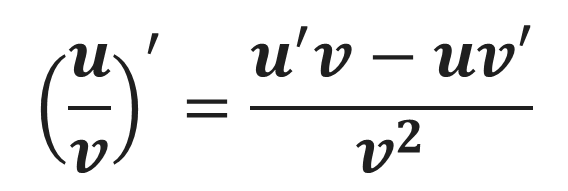 (u/v)′ = (u′v − uv′)/v²